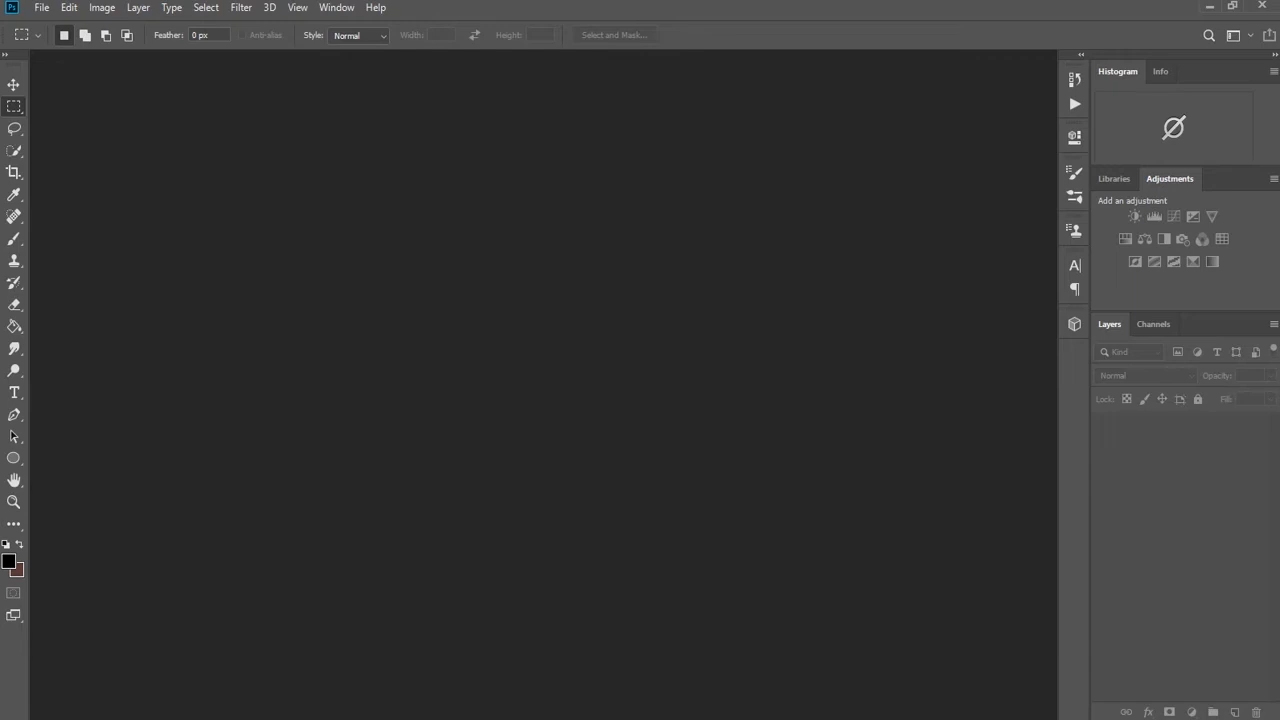 Ps File Edit Image Layer Type Select Filter 3D View Window Help
Feather: 0 px Anti-alias Style: Normal Width: Height: Select and Mask...
Histogram Info
Libraries Adjustments
Add an adjustment
Layers Channels
Kind
Normal Opacity:
Lock: Fill: